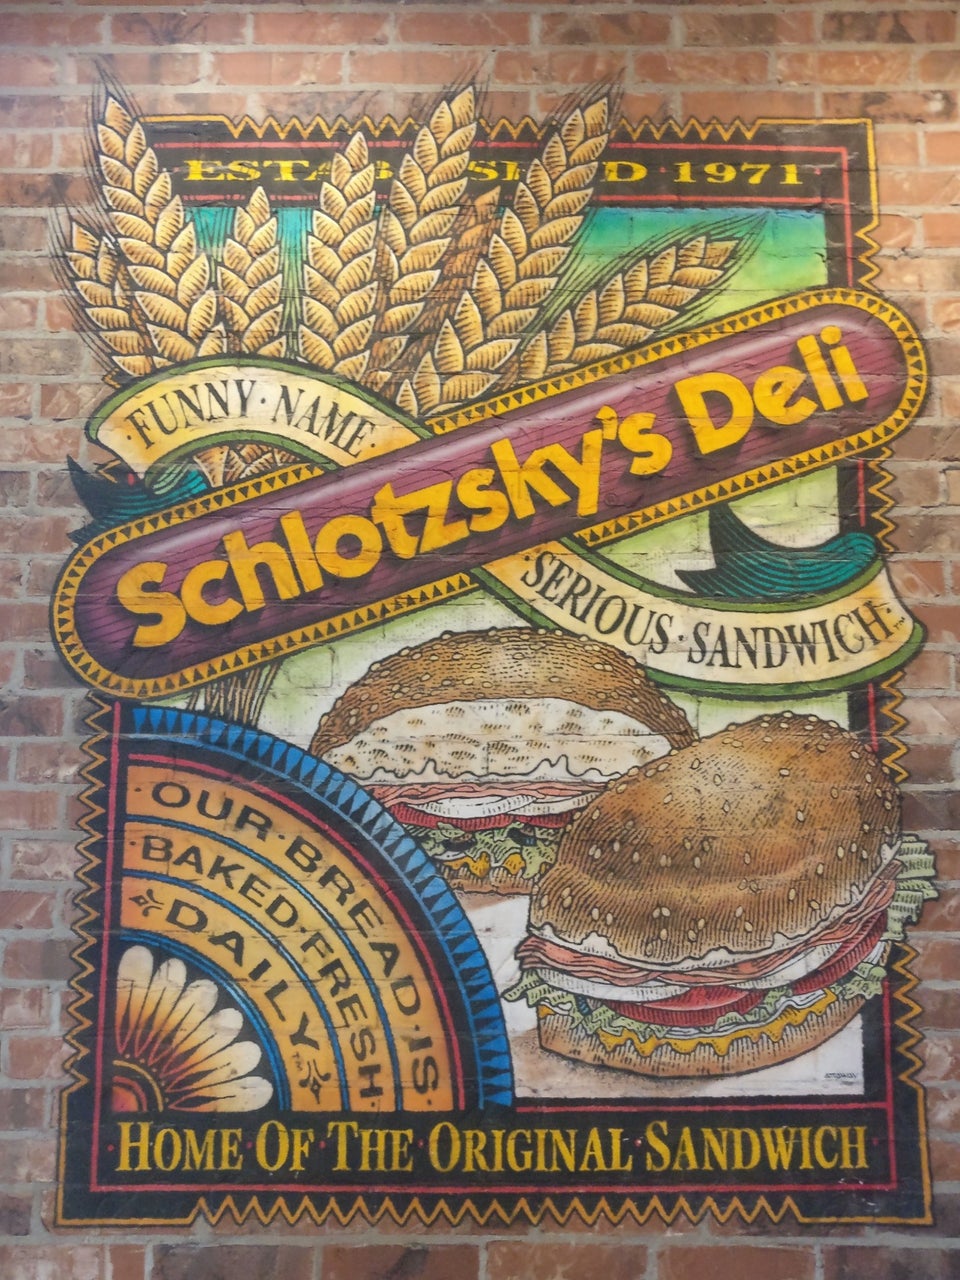 ESTABLISHED · 1971
· FUNNY · NAME ·
Schlotzsky's Deli ®
· SERIOUS · SANDWICH · ™
· OUR · BREAD · IS ·
· BAKED · FRESH ·
DAILY
HOME · OF · THE · ORIGINAL · SANDWICH